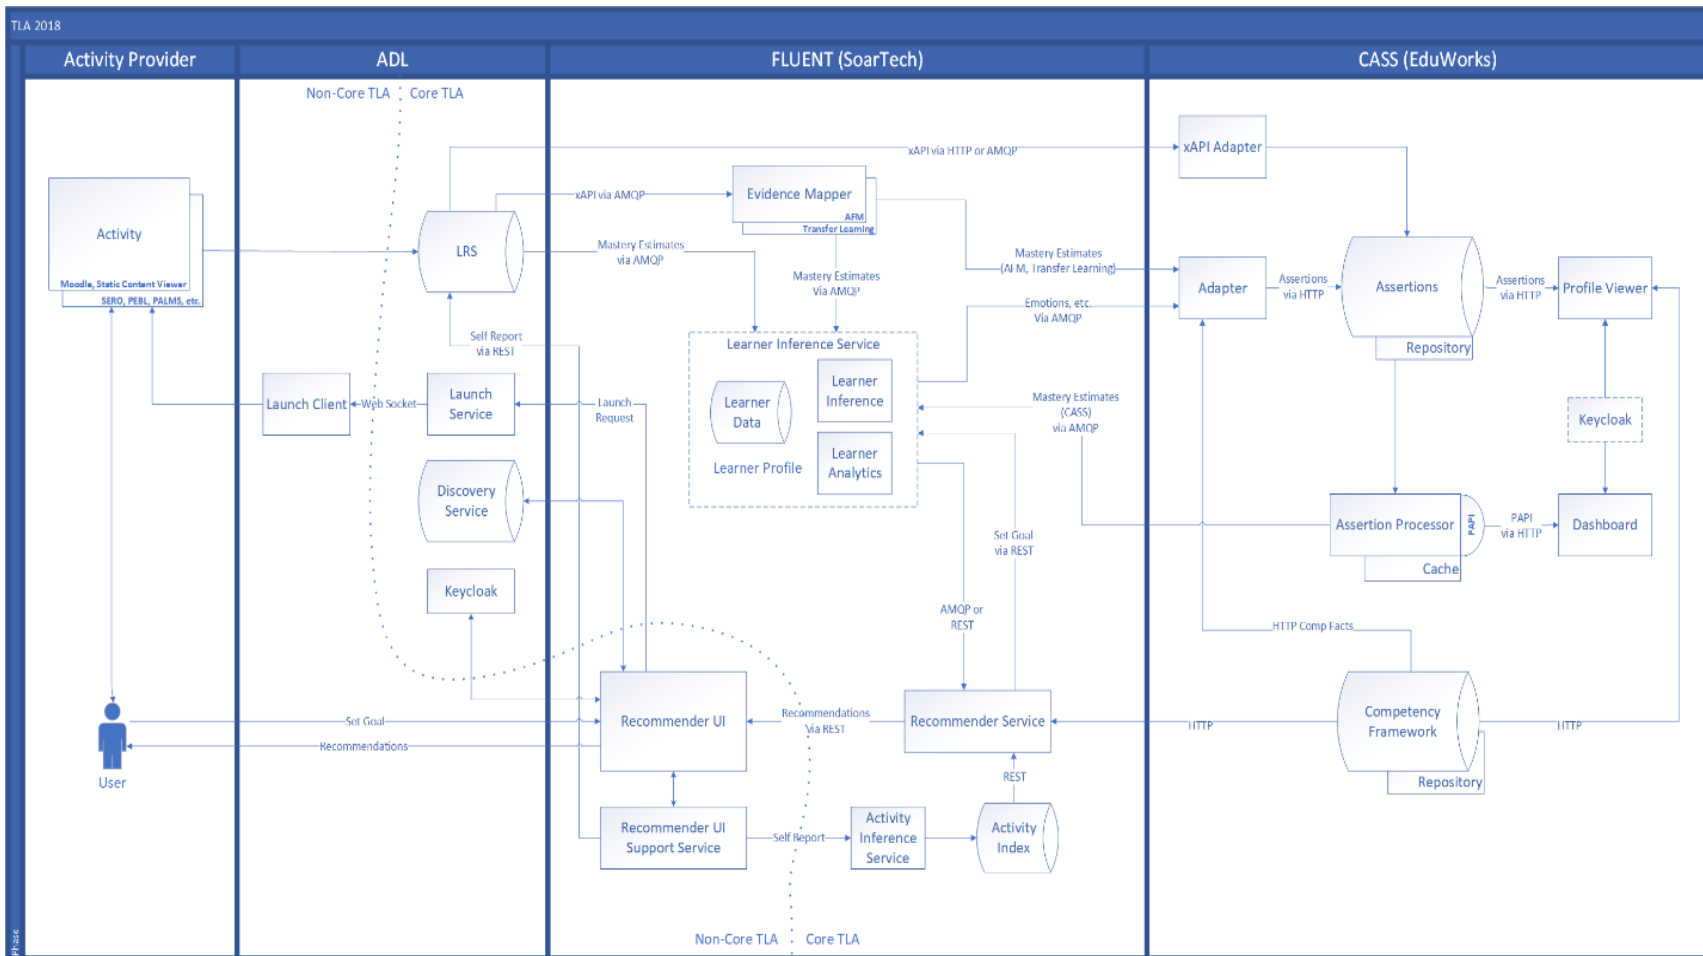 TLA 2018
Activity Provider
ADL
FLUENT (SoarTech)
CASS (EduWorks)
Non-Core TLA
Core TLA
xAPI via HTTP or AMQP
xAPI Adapter
xAPI via AMQP
Evidence Mapper
AFM
Transfer Learning
Activity
Moodle, Static Content Viewer
SERO, PEBL, PALMS, etc.
LRS
Mastery Estimates
via AMQP
Mastery Estimates
via AMQP
Mastery Estimates
(AFM, Transfer Learning)
Emotions, etc.
Via AMQP
Adapter
Assertions
via HTTP
Assertions
Repository
Assertions
via HTTP
Profile Viewer
Self Report
via REST
Learner Inference Service
Learner
Data
Learner
Inference
Learner Profile
Learner
Analytics
Launch Client
Web Socket
Launch
Service
Launch
Request
Mastery Estimates
(CASS)
via AMQP
Keycloak
Discovery
Service
Set Goal
via REST
Assertion Processor
PAPI
Cache
PAPI
via HTTP
Dashboard
Keycloak
AMQP or
REST
HTTP Comp Facts
User
Set Goal
Recommendations
Recommender UI
Recommendations
via REST
Recommender Service
HTTP
Competency
Framework
Repository
HTTP
REST
Recommender UI
Support Service
Self Report
Activity
Inference
Service
Activity
Index
Non-Core TLA
Core TLA
Phase